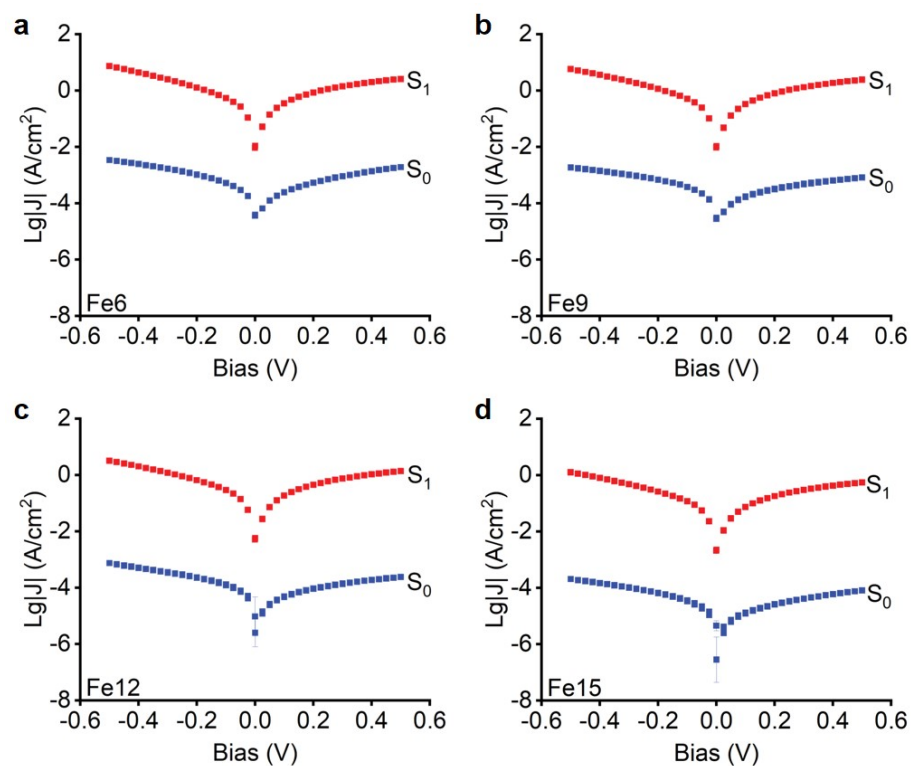 a
2
0
-2
-4
-6
-8
Lg|J| (A/cm²)
S₁
S₀
Fe6
-0.6 -0.4 -0.2 0.0 0.2 0.4 0.6
Bias (V)
b
2
0
-2
-4
-6
-8
Lg|J| (A/cm²)
S₁
S₀
Fe9
-0.6 -0.4 -0.2 0.0 0.2 0.4 0.6
Bias (V)
c
2
0
-2
-4
-6
-8
Lg|J| (A/cm²)
S₁
S₀
Fe12
-0.6 -0.4 -0.2 0.0 0.2 0.4 0.6
Bias (V)
d
2
0
-2
-4
-6
-8
Lg|J| (A/cm²)
S₁
S₀
Fe15
-0.6 -0.4 -0.2 0.0 0.2 0.4 0.6
Bias (V)